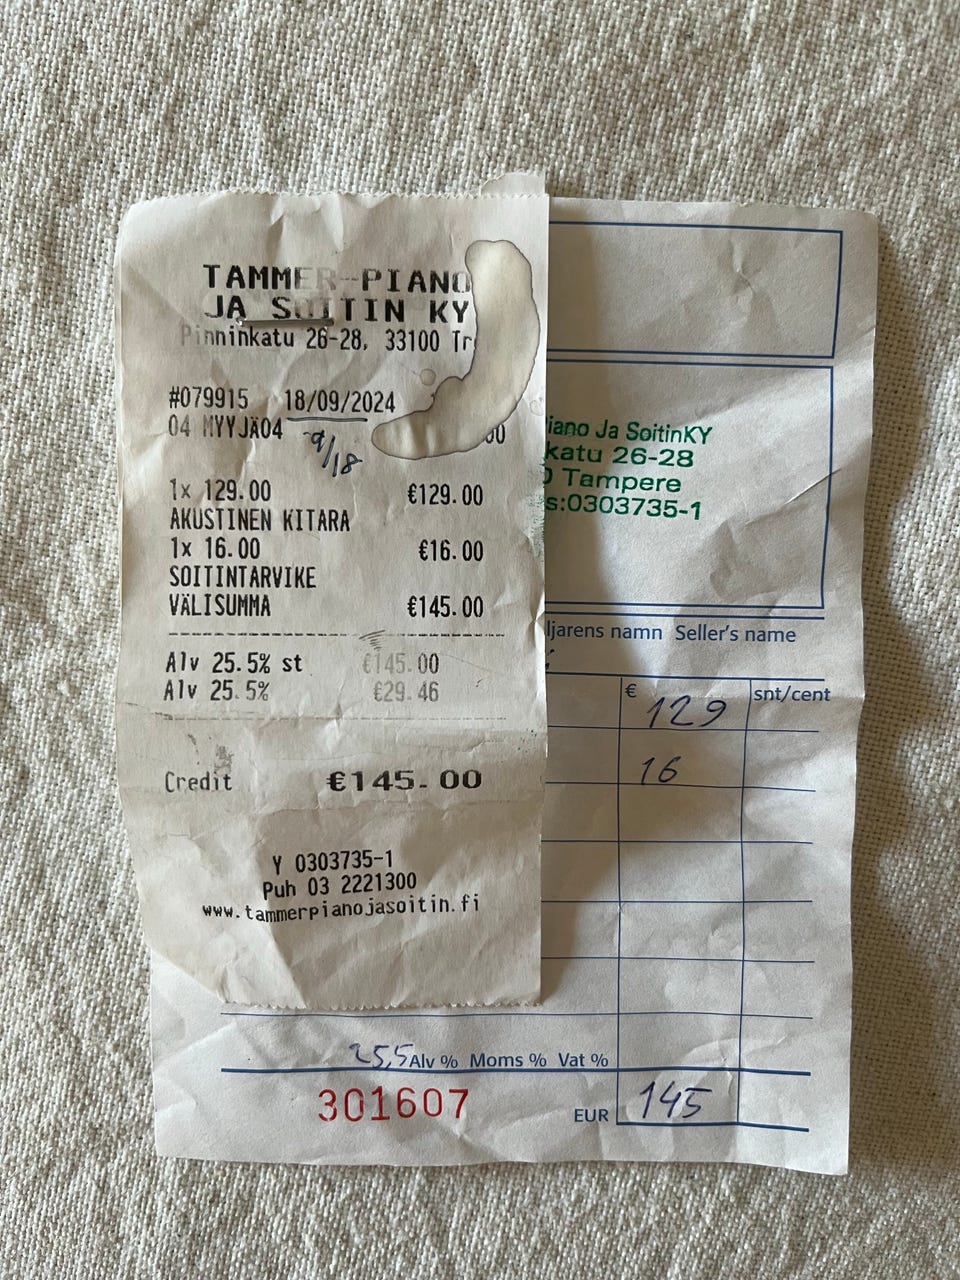 TAMMER-PIANO
JA SOITIN KY
Pinninkatu 26-28, 33100
#079915 18/09/2024
04 MYYJÄ04
9/18
1x 129.00 €129.00
AKUSTINEN KITARA
1x 16.00 €16.00
SOITINTARVIKE
VÄLISUMMA €145.00
Alv 25.5% st €145.00
Alv 25.5% €29.46
Credit €145.00
Y 0303735-1
Puh 03 2221300
www.tammerpianojasoitin.fi
iano Ja SoitinKY
katu 26-28
Tampere
s:0303735-1
ljarens namn Seller's name
€ 129 snt/cent
16
25,5 Alv % Moms % Vat %
301607 EUR 145